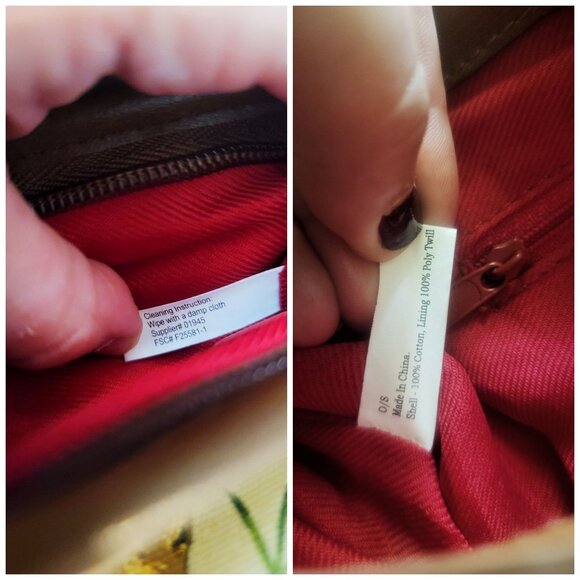 Cleaning Instruction:
Wipe with a damp cloth
Supplier# 01945
FSC# F25581-1
O/S
Made In China.
Shell - 100% Cotton, Lining 100% Poly Twill